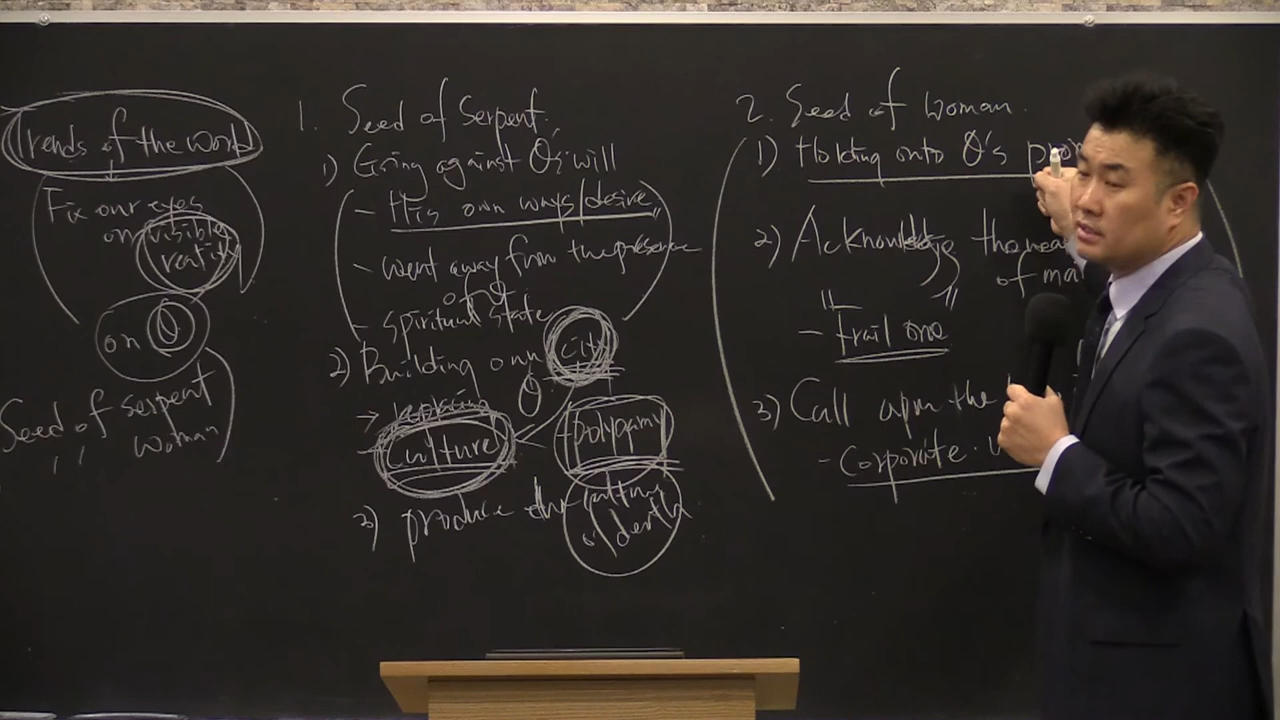 Trends of the world
Fix our eyes
on visible
reality
on θ
Seed of serpent
" " woman
1. Seed of Serpent.
1) Going against θ's will
- His own ways/desire
- went away from the presence
of θ
- spiritual state
2) Building own city
θ
culture
- polygamy
3) produce the culture
of death
2. Seed of woman.
1) Holding onto θ's
2) Acknowledge
of
- "Frail one"
3) Call upon the
- Corporate.